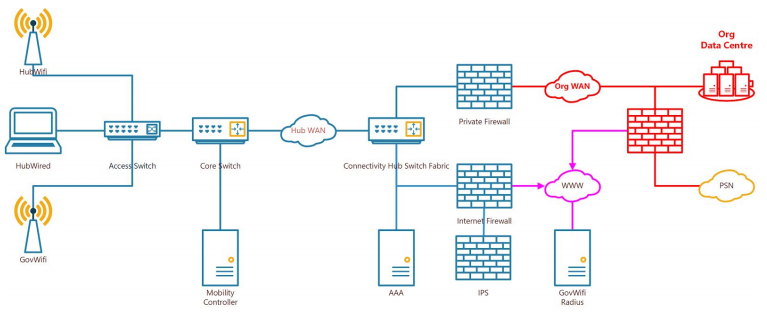 Org
Data Centre
HubWifi
Org WAN
Private Firewall
Hub WAN
HubWired
Access Switch
Core Switch
Connectivity Hub Switch Fabric
WWW
PSN
Internet Firewall
GovWifi
Mobility
Controller
AAA
IPS
GovWifi
Radius